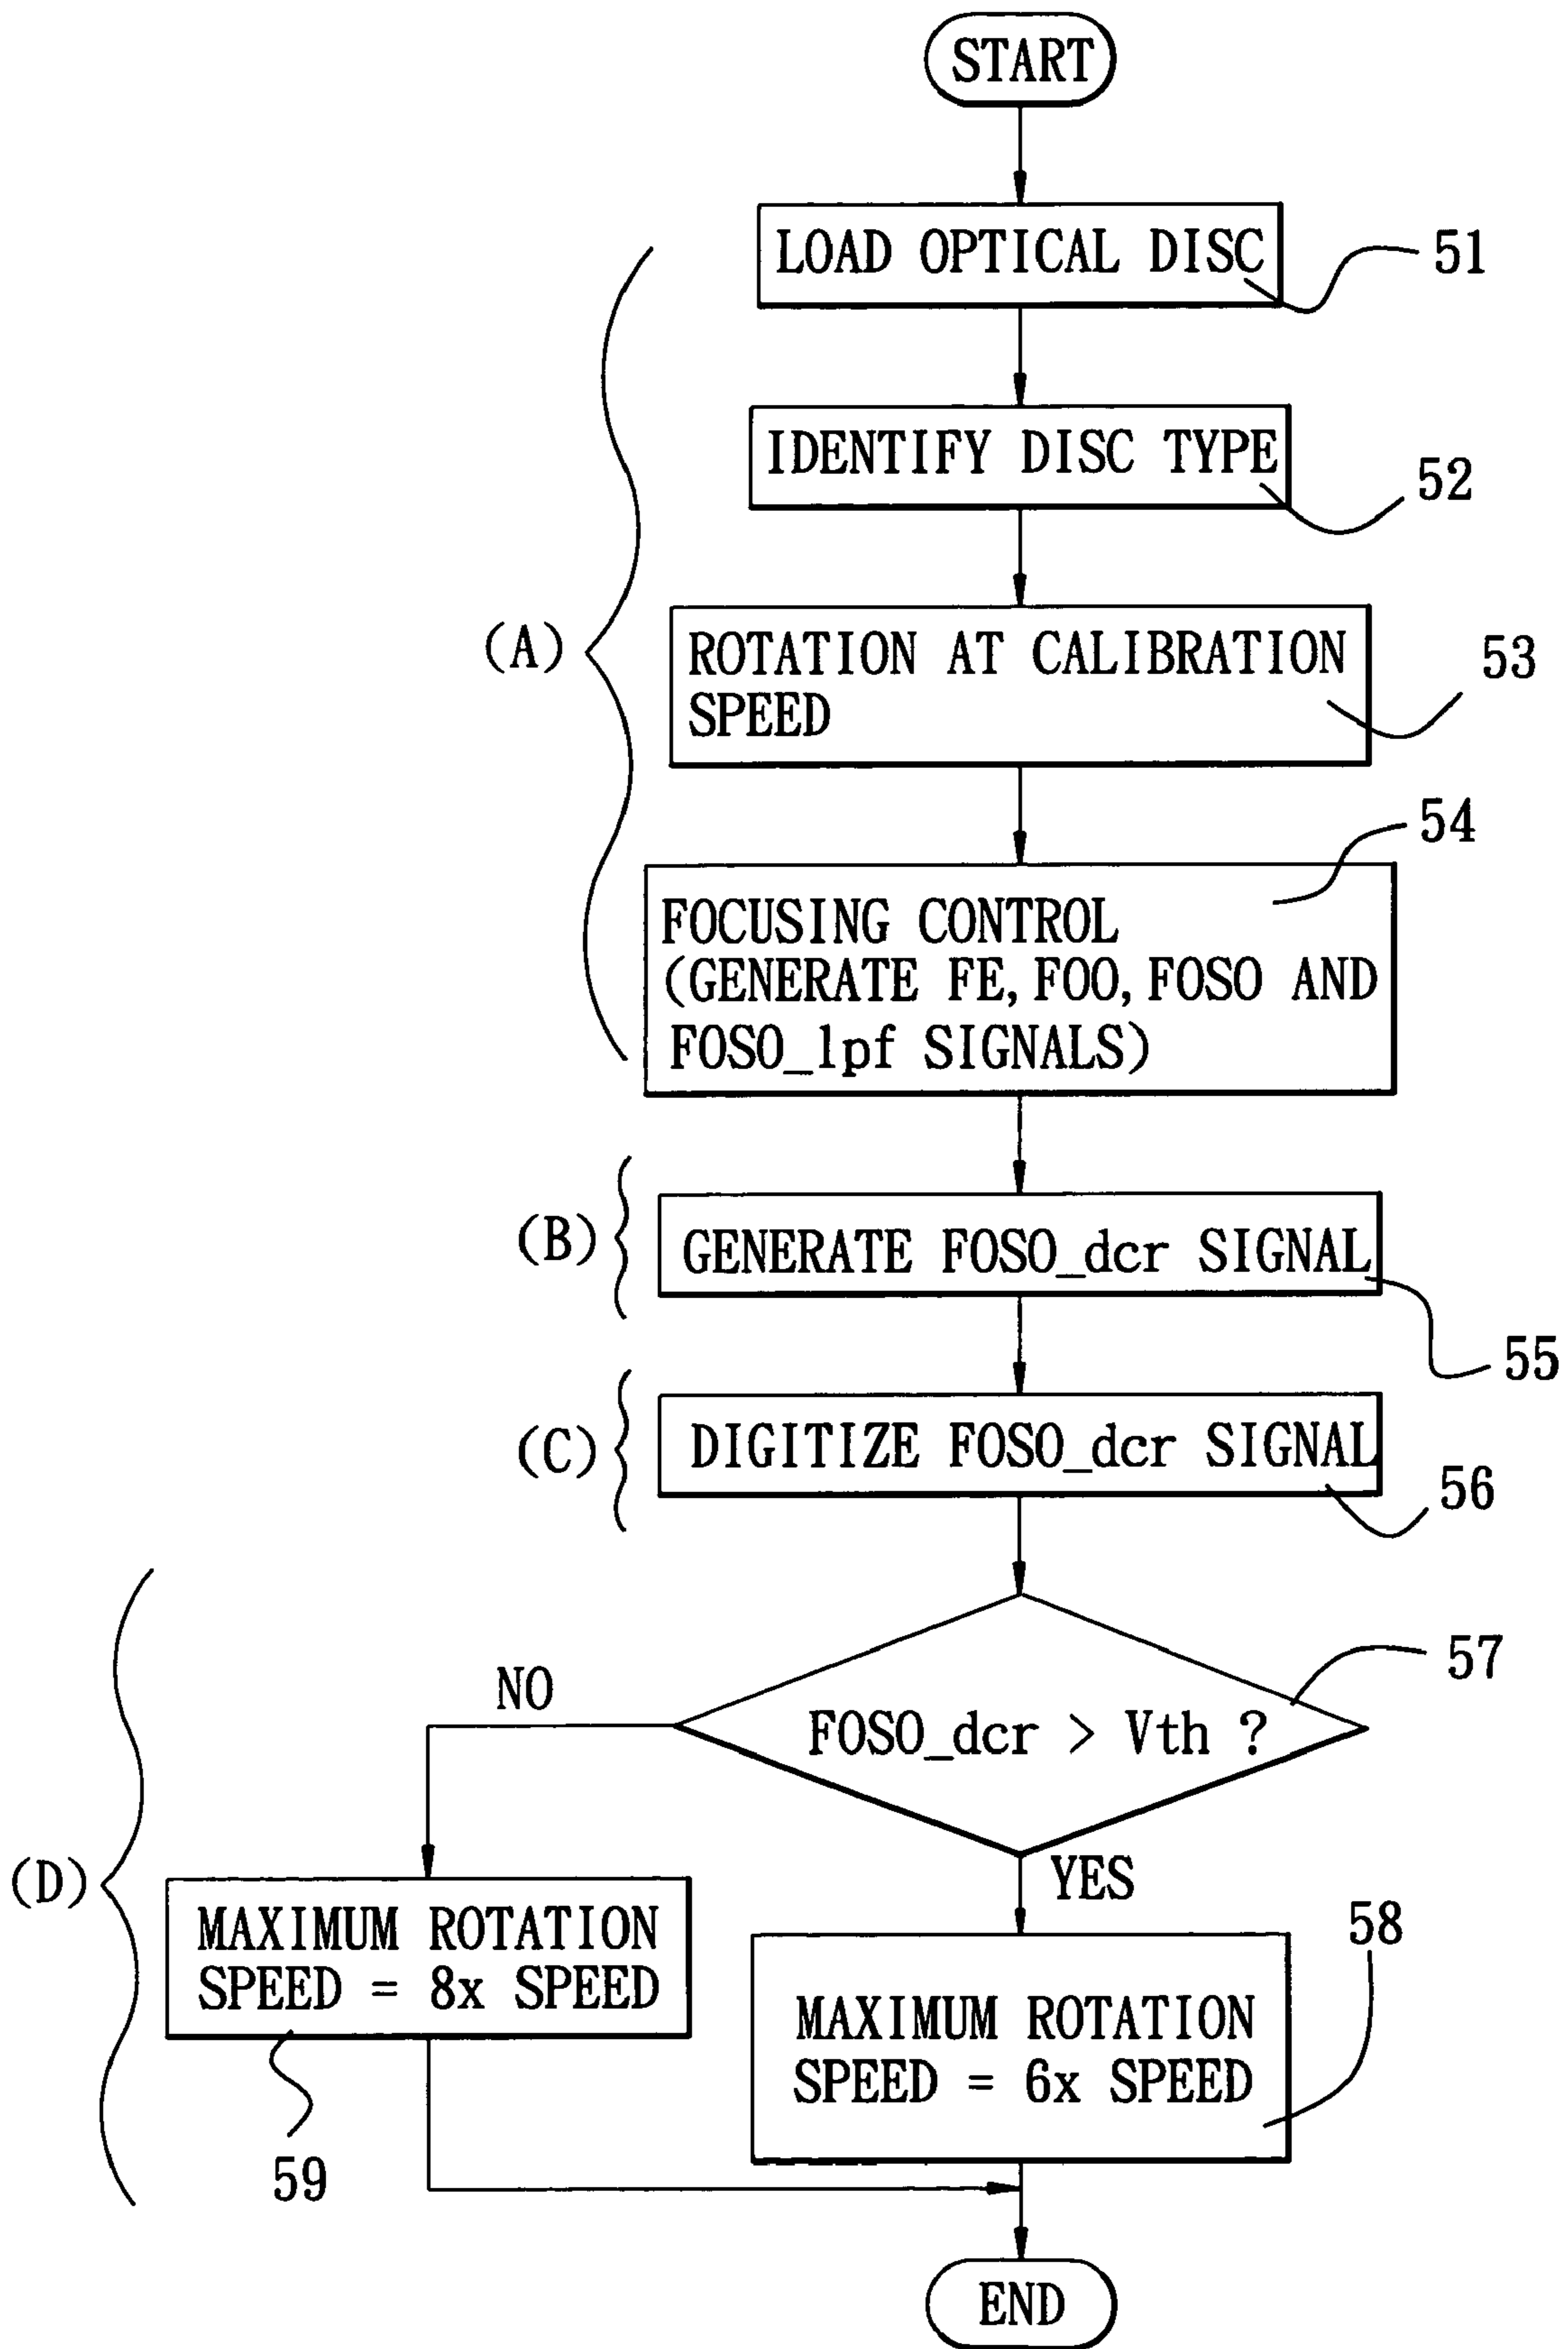 START
LOAD OPTICAL DISC
51
IDENTIFY DISC TYPE
52
(A)
ROTATION AT CALIBRATION
SPEED
53
54
FOCUSING CONTROL
(GENERATE FE, FOO, FOSO AND
FOSO_lpf SIGNALS)
(B)
GENERATE FOSO_dcr SIGNAL
55
(C)
DIGITIZE FOSO_dcr SIGNAL
56
57
NO
FOSO_dcr > Vth ?
YES
(D)
MAXIMUM ROTATION
SPEED = 8x SPEED
58
MAXIMUM ROTATION
SPEED = 6x SPEED
59
END